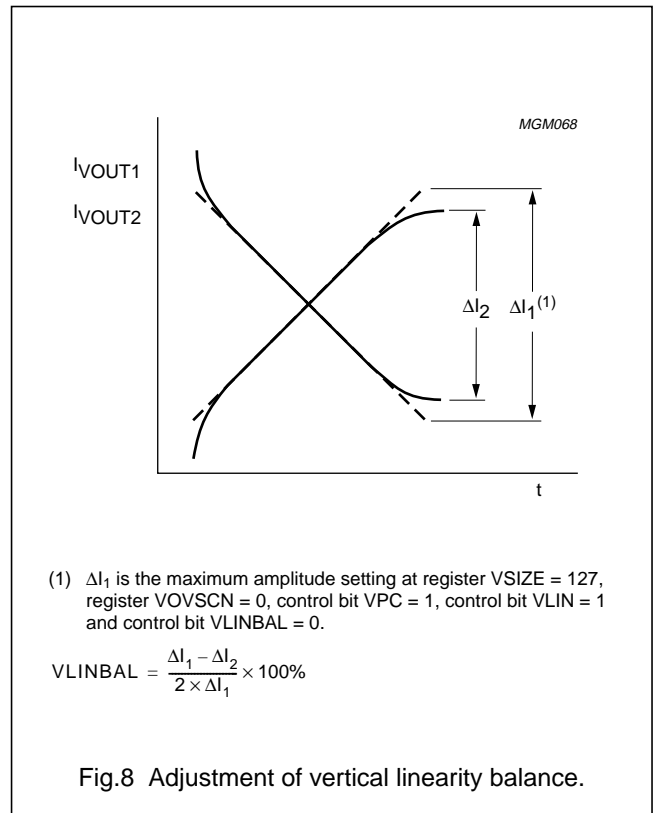 MGM068
IVOUT1
IVOUT2
ΔI2
ΔI1(1)
t
(1) ΔI1 is the maximum amplitude setting at register VSIZE = 127,
register VOVSCN = 0, control bit VPC = 1, control bit VLIN = 1
and control bit VLINBAL = 0.
VLINBAL = (ΔI1 – ΔI2) / (2 × ΔI1) × 100%
Fig.8 Adjustment of vertical linearity balance.